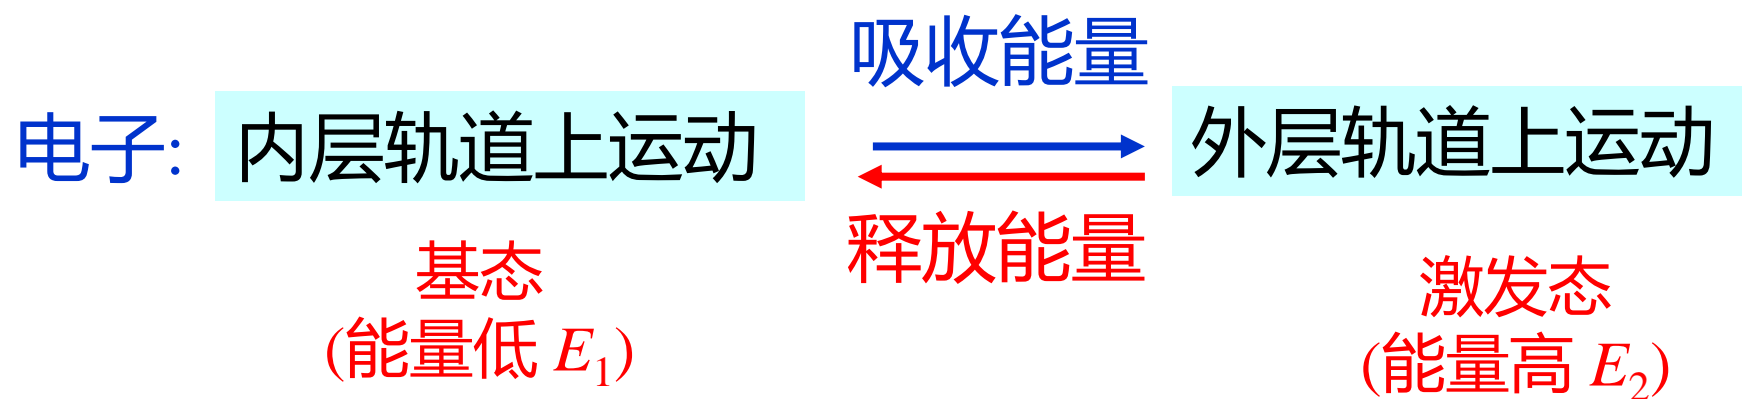 吸收能量
电子: 内层轨道上运动 外层轨道上运动
释放能量
基态
(能量低 E₁)
激发态
(能量高 E₂)